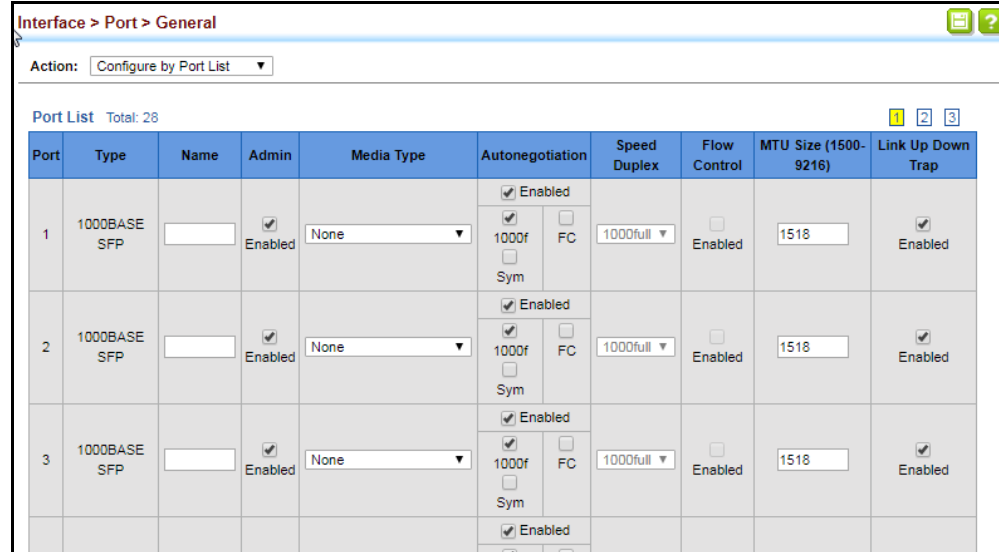 Interface > Port > General
?
Action: Configure by Port List
Port List Total: 28
1 2 3
Port Type Name Admin Media Type Autonegotiation Speed Duplex Flow Control MTU Size (1500-9216) Link Up Down Trap
Enabled
1 1000BASE SFP Enabled None 1000f FC 1000full Enabled 1518 Enabled
Sym
Enabled
2 1000BASE SFP Enabled None 1000f FC 1000full Enabled 1518 Enabled
Sym
Enabled
3 1000BASE SFP Enabled None 1000f FC 1000full Enabled 1518 Enabled
Sym
Enabled